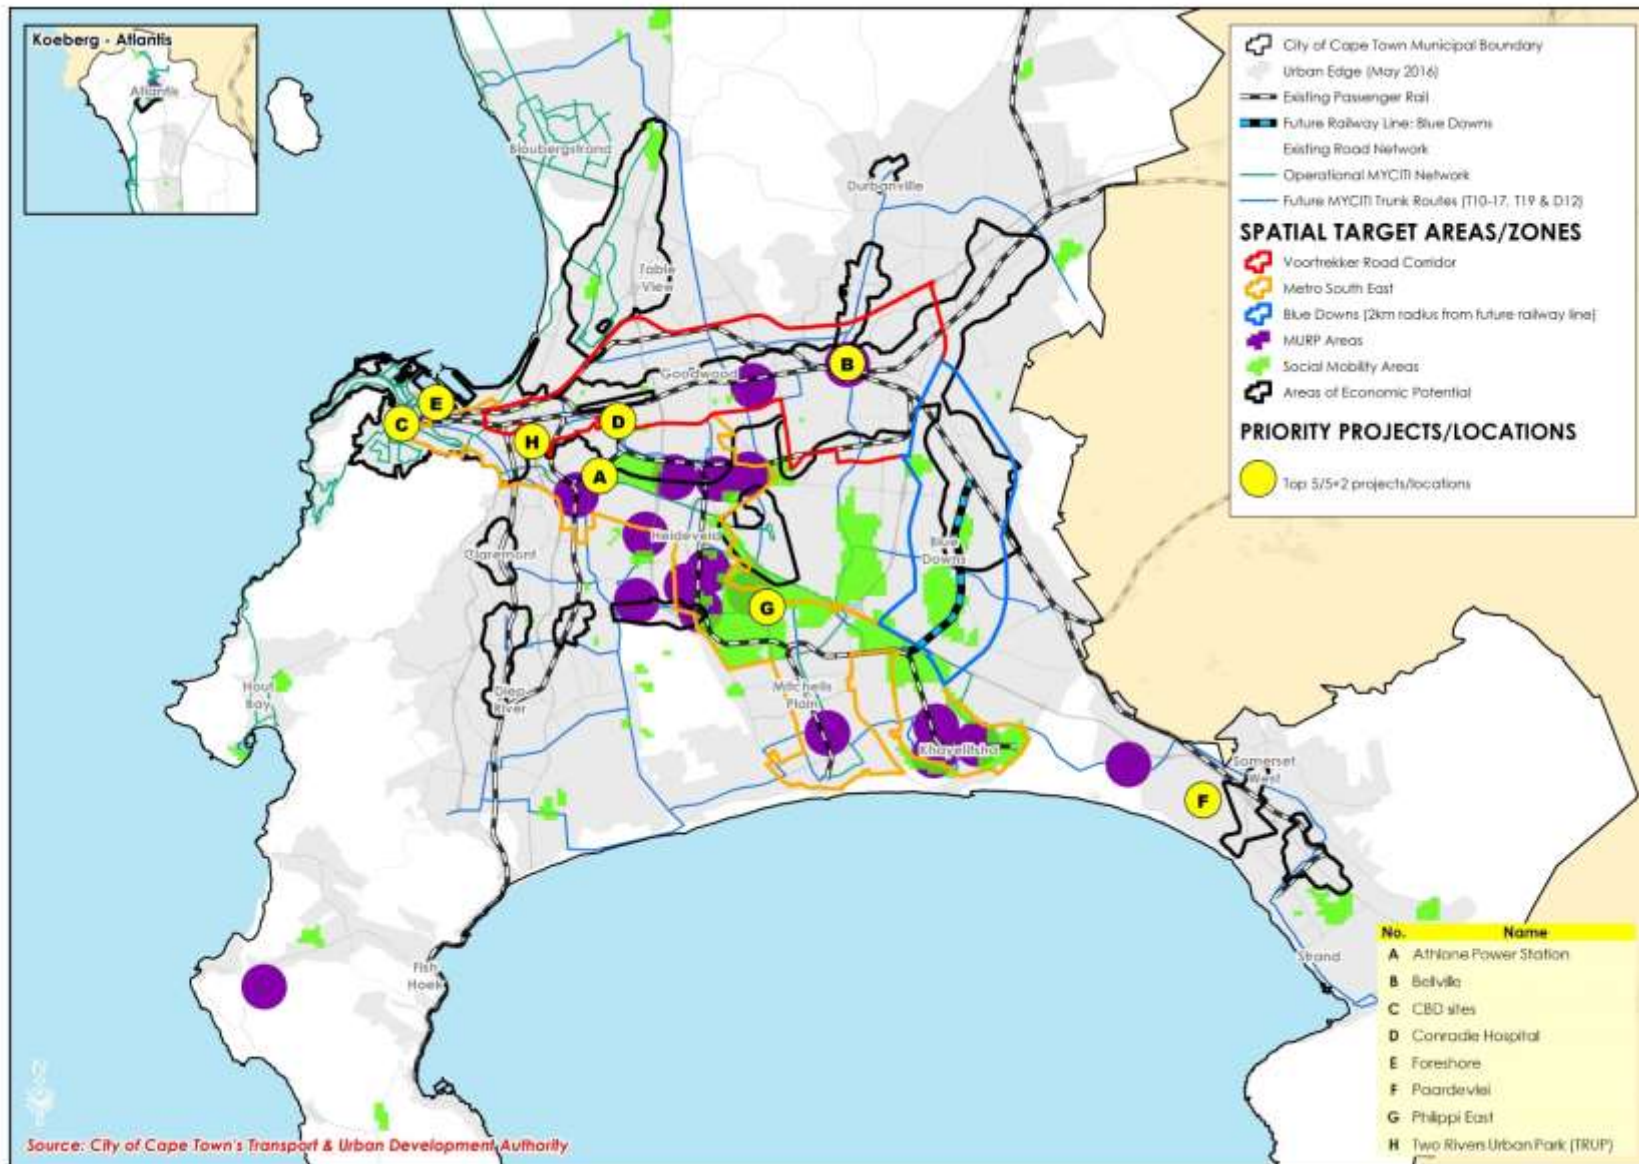 Koeberg - Atlantis
Atlantis
Bloubergstrand
Durbanville
Table
View
Goodwood
B
E
C
D
H
A
Heideveld
Claremont
Blue
Downs
G
Hout
Bay
Diep
River
Mitchells
Plain
Khayelitsha
Somerset
West
F
Fish
Hoek
Strand
City of Cape Town Municipal Boundary
Urban Edge (May 2016)
Existing Passenger Rail
Future Railway Line: Blue Downs
Existing Road Network
Operational MYCITI Network
Future MYCITI Trunk Routes (T10-17, T19 & D12)
SPATIAL TARGET AREAS/ZONES
Voortrekker Road Corridor
Metro South East
Blue Downs (2km radius from future railway line)
MURP Areas
Social Mobility Areas
Areas of Economic Potential
PRIORITY PROJECTS/LOCATIONS
Top 5/5+2 projects/locations
No. Name
A Athlone Power Station
B Bellville
C CBD sites
D Conradie Hospital
E Foreshore
F Paardevlei
G Philippi East
H Two Rivers Urban Park (TRUP)
Source: City of Cape Town's Transport & Urban Development Authority